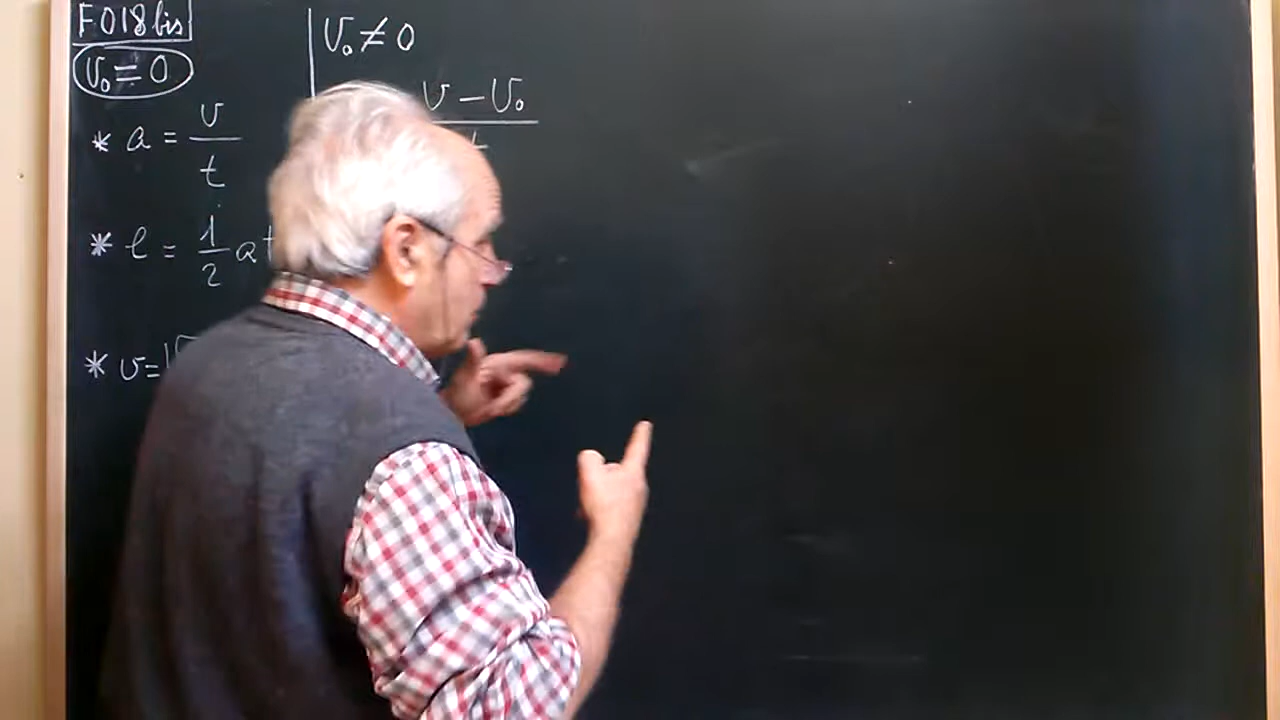 F018bis
v₀ = 0
* a = v/t
* l = 1/2 a t
* v = √
v₀ ≠ 0
v - v₀